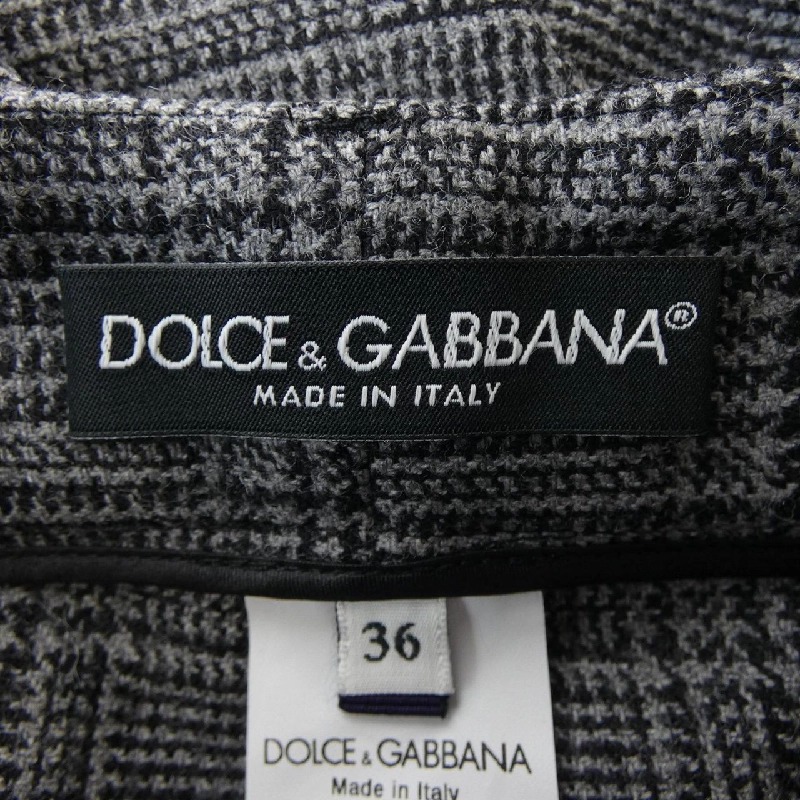 DOLCE & GABBANA®
MADE IN ITALY
36
DOLCE & GABBANA
Made in Italy